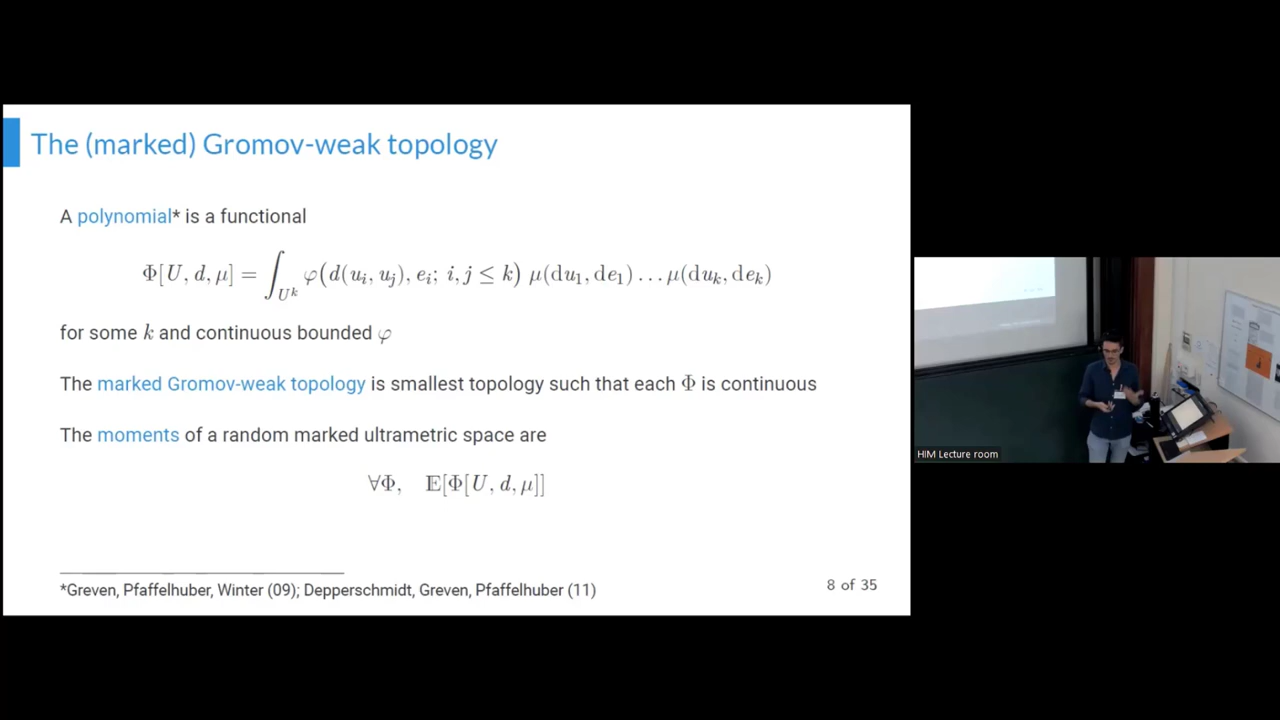 The (marked) Gromov-weak topology
A polynomial* is a functional
Φ[U, d, μ] = ∫_{U^k} φ(d(u_i, u_j), e_i; i, j ≤ k) μ(du_1, de_1) … μ(du_k, de_k)
for some k and continuous bounded φ
The marked Gromov-weak topology is smallest topology such that each Φ is continuous
The moments of a random marked ultrametric space are
∀Φ, 𝔼[Φ[U, d, μ]]
*Greven, Pfaffelhuber, Winter (09); Depperschmidt, Greven, Pfaffelhuber (11)
8 of 35
HIM Lecture room